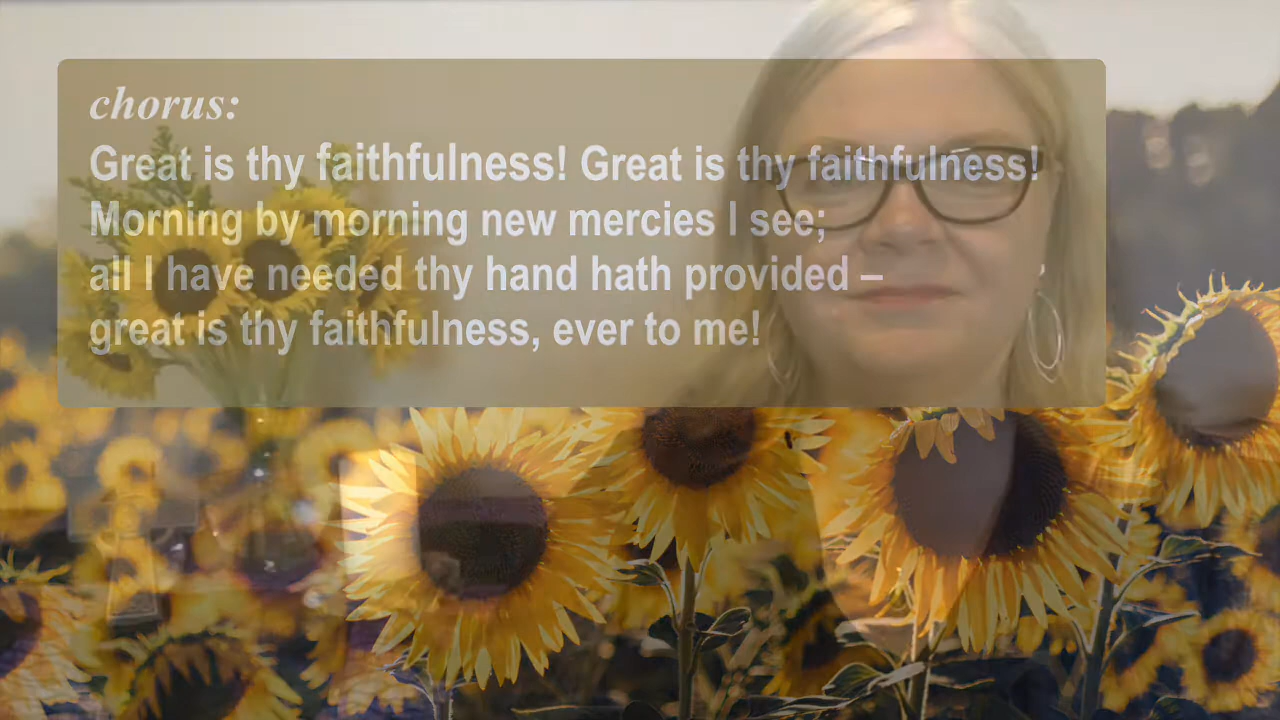 chorus:
Great is thy faithfulness! Great is thy faithfulness!
Morning by morning new mercies I see;
all I have needed thy hand hath provided –
great is thy faithfulness, ever to me!